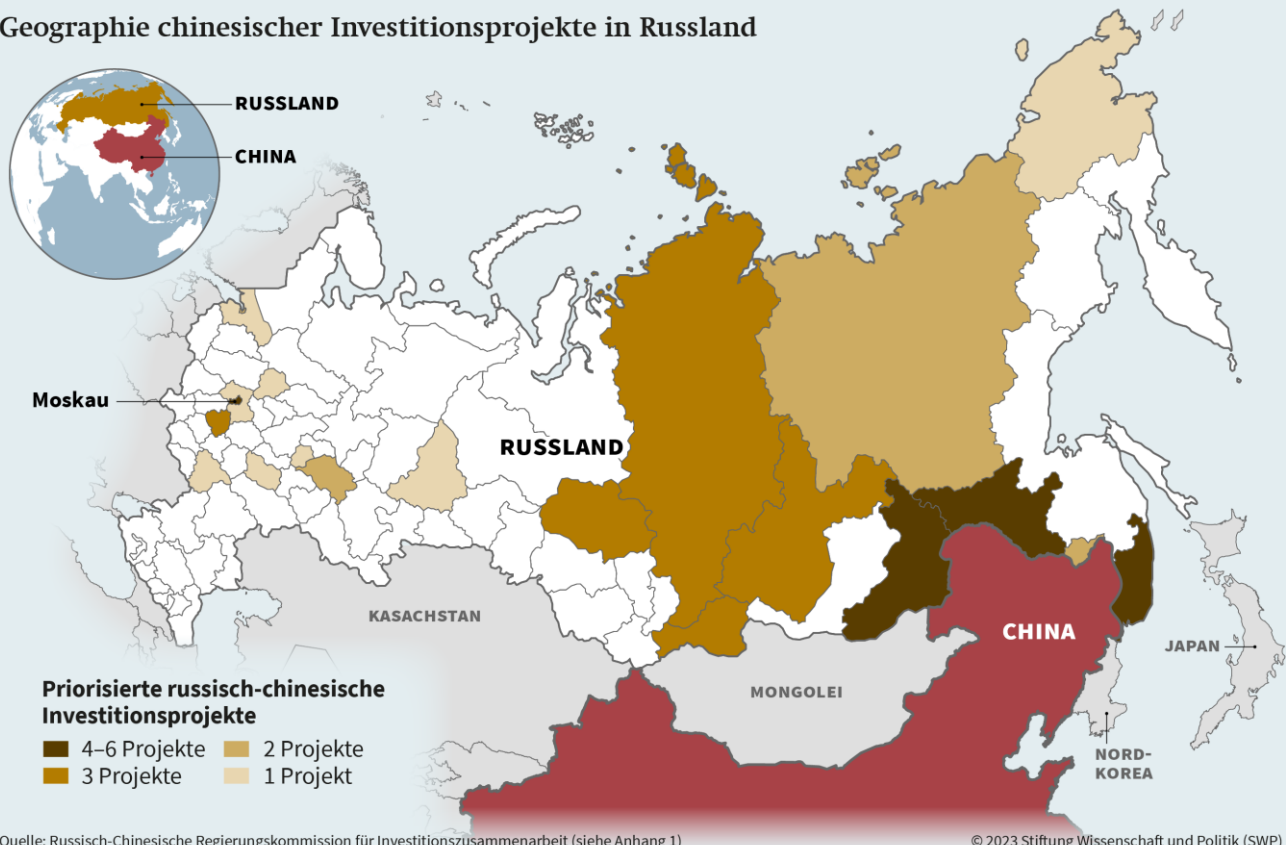 Geographie chinesischer Investitionsprojekte in Russland
RUSSLAND
CHINA
Moskau
RUSSLAND
KASACHSTAN
CHINA
JAPAN
MONGOLEI
NORD-
KOREA
Priorisierte russisch-chinesische
Investitionsprojekte
4–6 Projekte
2 Projekte
3 Projekte
1 Projekt
Quelle: Russisch-Chinesische Regierungskommission für Investitionszusammenarbeit (siehe Anhang 1)
© 2023 Stiftung Wissenschaft und Politik (SWP)